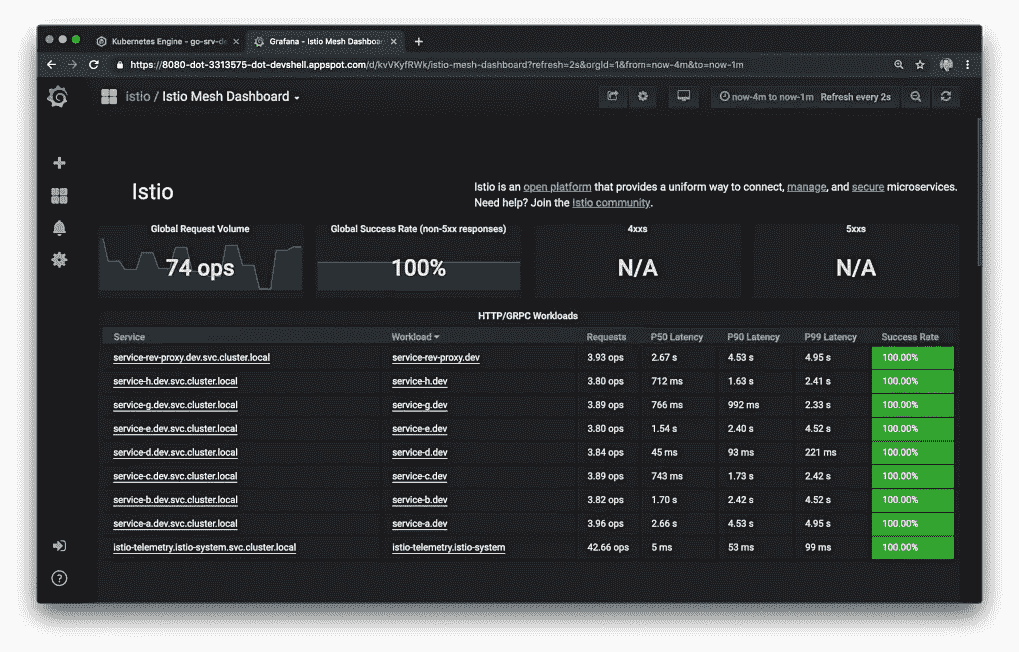 Kubernetes Engine - go-srv-d
Grafana - Istio Mesh Dashboar
https://8080-dot-3313575-dot-devshell.appspot.com/d/kvVKyfRWk/istio-mesh-dashboard?refresh=2s&orgId=1&from=now-4m&to=now-1m
istio / Istio Mesh Dashboard
now-4m to now-1m Refresh every 2s
Istio
Istio is an open platform that provides a uniform way to connect, manage, and secure microservices.
Need help? Join the Istio community.
Global Request Volume Global Success Rate (non-5xx responses) 4xxs 5xxs
74 ops 100% N/A N/A
HTTP/GRPC Workloads
Service Workload Requests P50 Latency P90 Latency P99 Latency Success Rate
service-rev-proxy.dev.svc.cluster.local service-rev-proxy.dev 3.93 ops 2.67 s 4.53 s 4.95 s 100.00%
service-h.dev.svc.cluster.local service-h.dev 3.80 ops 712 ms 1.63 s 2.41 s 100.00%
service-g.dev.svc.cluster.local service-g.dev 3.89 ops 766 ms 992 ms 2.33 s 100.00%
service-e.dev.svc.cluster.local service-e.dev 3.80 ops 1.54 s 2.40 s 4.52 s 100.00%
service-d.dev.svc.cluster.local service-d.dev 3.84 ops 45 ms 93 ms 221 ms 100.00%
service-c.dev.svc.cluster.local service-c.dev 3.89 ops 743 ms 1.73 s 2.42 s 100.00%
service-b.dev.svc.cluster.local service-b.dev 3.82 ops 1.70 s 2.42 s 4.52 s 100.00%
service-a.dev.svc.cluster.local service-a.dev 3.96 ops 2.66 s 4.53 s 4.95 s 100.00%
istio-telemetry.istio-system.svc.cluster.local istio-telemetry.istio-system 42.66 ops 5 ms 53 ms 99 ms 100.00%